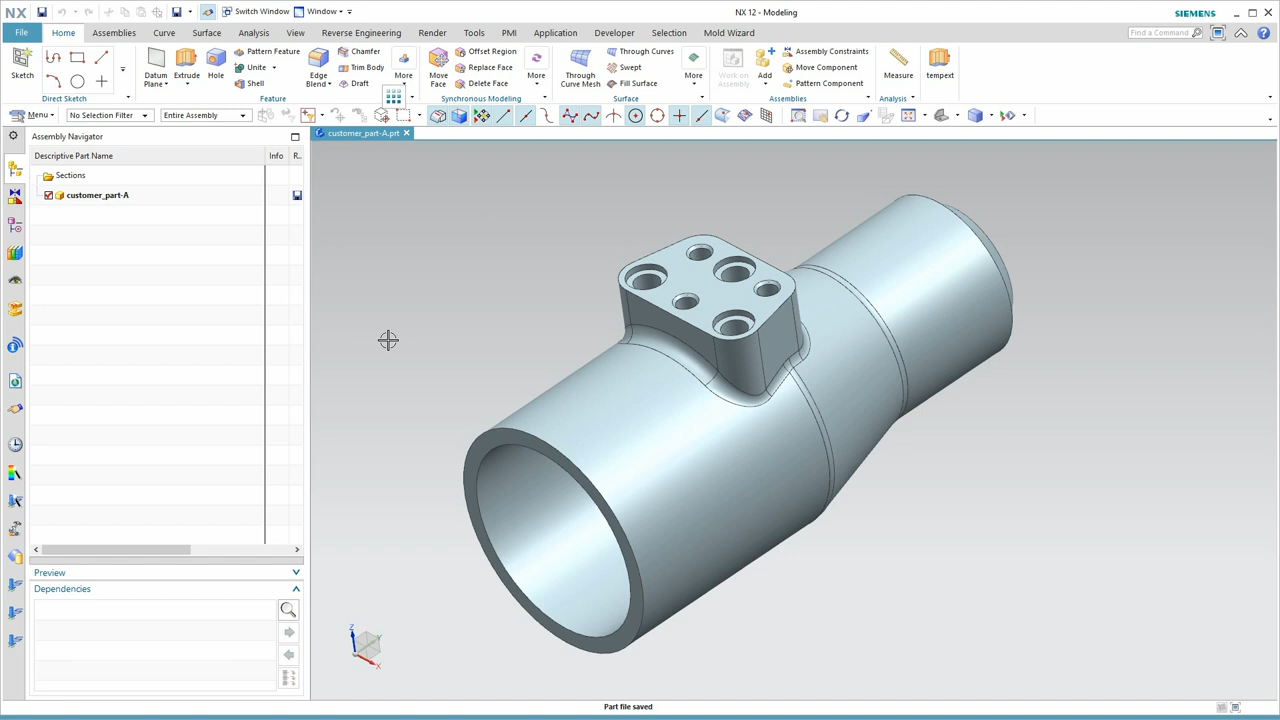 NX
Switch Window
Window
NX 12 - Modeling
SIEMENS
File
Home
Assemblies
Curve
Surface
Analysis
View
Reverse Engineering
Render
Tools
PMI
Application
Developer
Selection
Mold Wizard
Find a Command
Sketch
Direct Sketch
Datum
Plane
Extrude
Hole
Pattern Feature
Unite
Shell
Edge
Blend
Chamfer
Trim Body
Draft
More
Feature
Move
Face
Offset Region
Replace Face
Delete Face
More
Synchronous Modeling
Through
Curve Mesh
Through Curves
Swept
Fill Surface
More
Surface
Work on
Assembly
Add
Assembly Constraints
Move Component
Pattern Component
Assemblies
Measure
Analysis
tempext
Menu
No Selection Filter
Entire Assembly
Assembly Navigator
customer_part-A.prt
Descriptive Part Name
Info
R..
Sections
customer_part-A
Preview
Dependencies
Z
Y
X
Part file saved